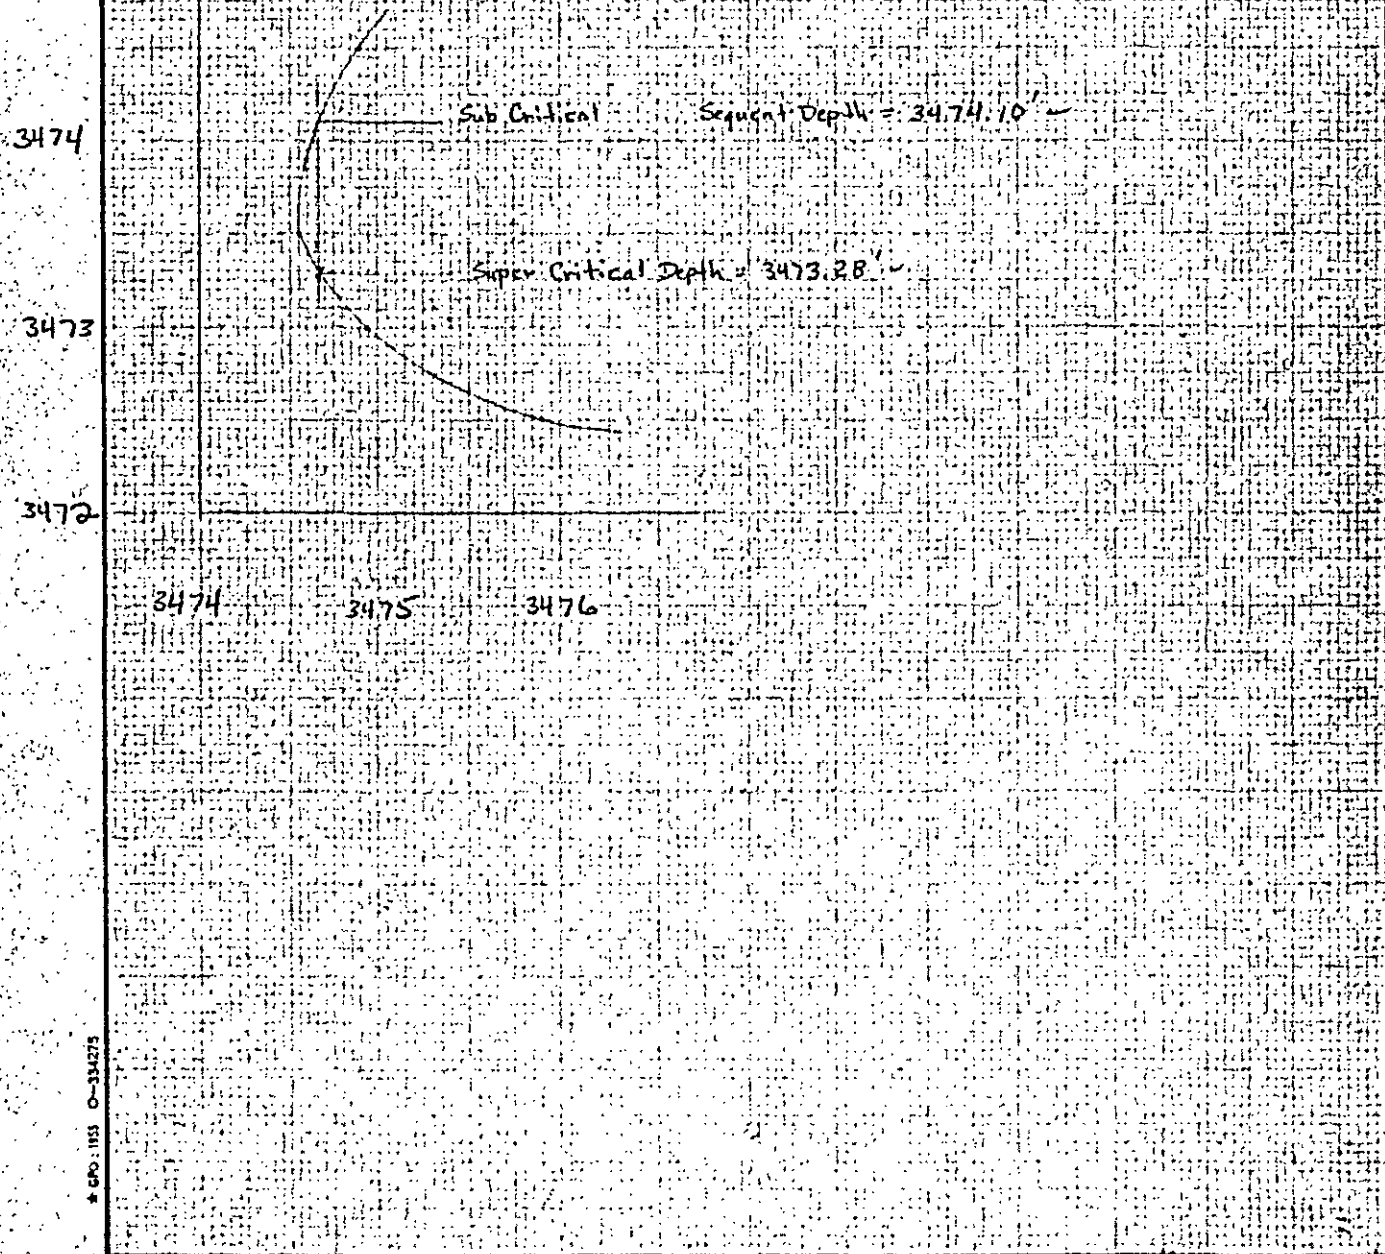 Sub Critical Sequent Depth = 3474.10'
3474
Super Critical Depth = 3473.28'
3473
3472
3474 3475 3476
☆ GPO : 1953 O—334275